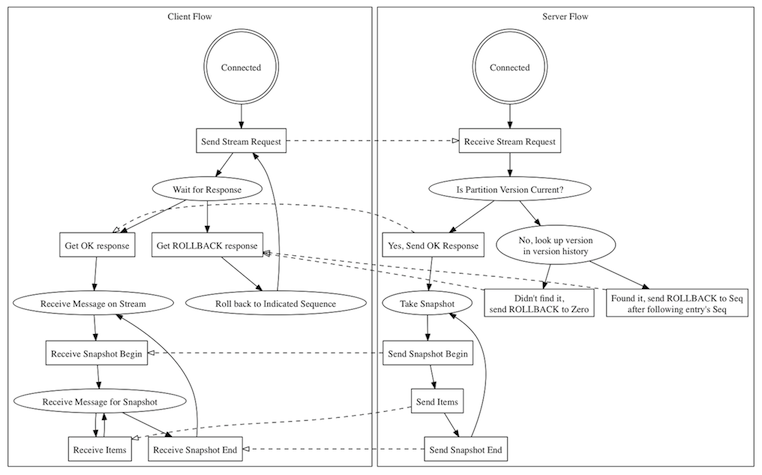 Client Flow
Connected
Send Stream Request
Wait for Response
Get OK response
Get ROLLBACK response
Receive Message on Stream
Roll back to Indicated Sequence
Receive Snapshot Begin
Receive Message for Snapshot
Receive Items
Receive Snapshot End
Server Flow
Connected
Receive Stream Request
Is Partition Version Current?
Yes, Send OK Response
No, look up version
in version history
Take Snapshot
Didn't find it,
send ROLLBACK to Zero
Found it, send ROLLBACK to Seq
after following entry's Seq
Send Snapshot Begin
Send Items
Send Snapshot End